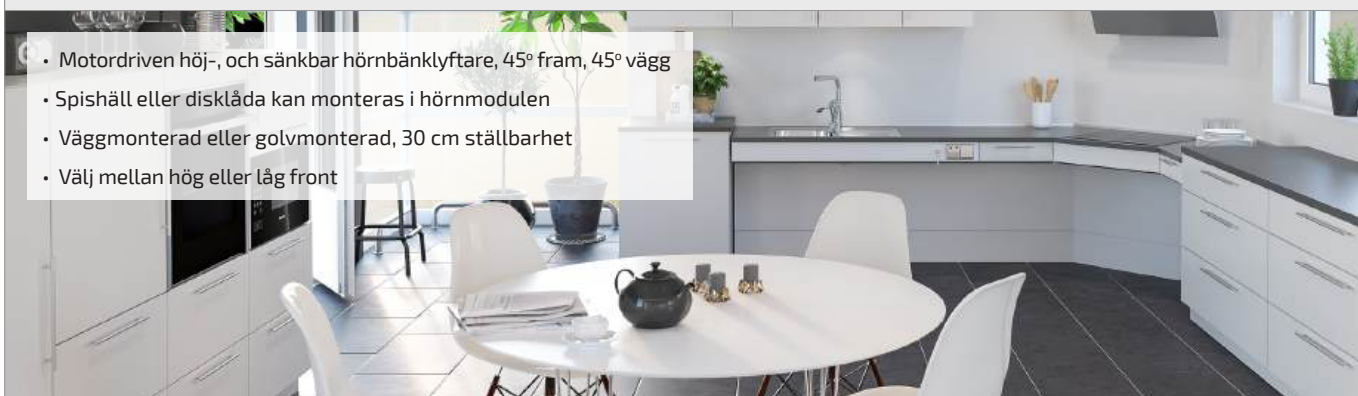 • Motordriven höj-, och sänkbar hörnbänklyftare, 45º fram, 45º vägg
• Spishäll eller disklåda kan monteras i hörnmodulen
• Väggmonterad eller golvmonterad, 30 cm ställbarhet
• Välj mellan hög eller låg front